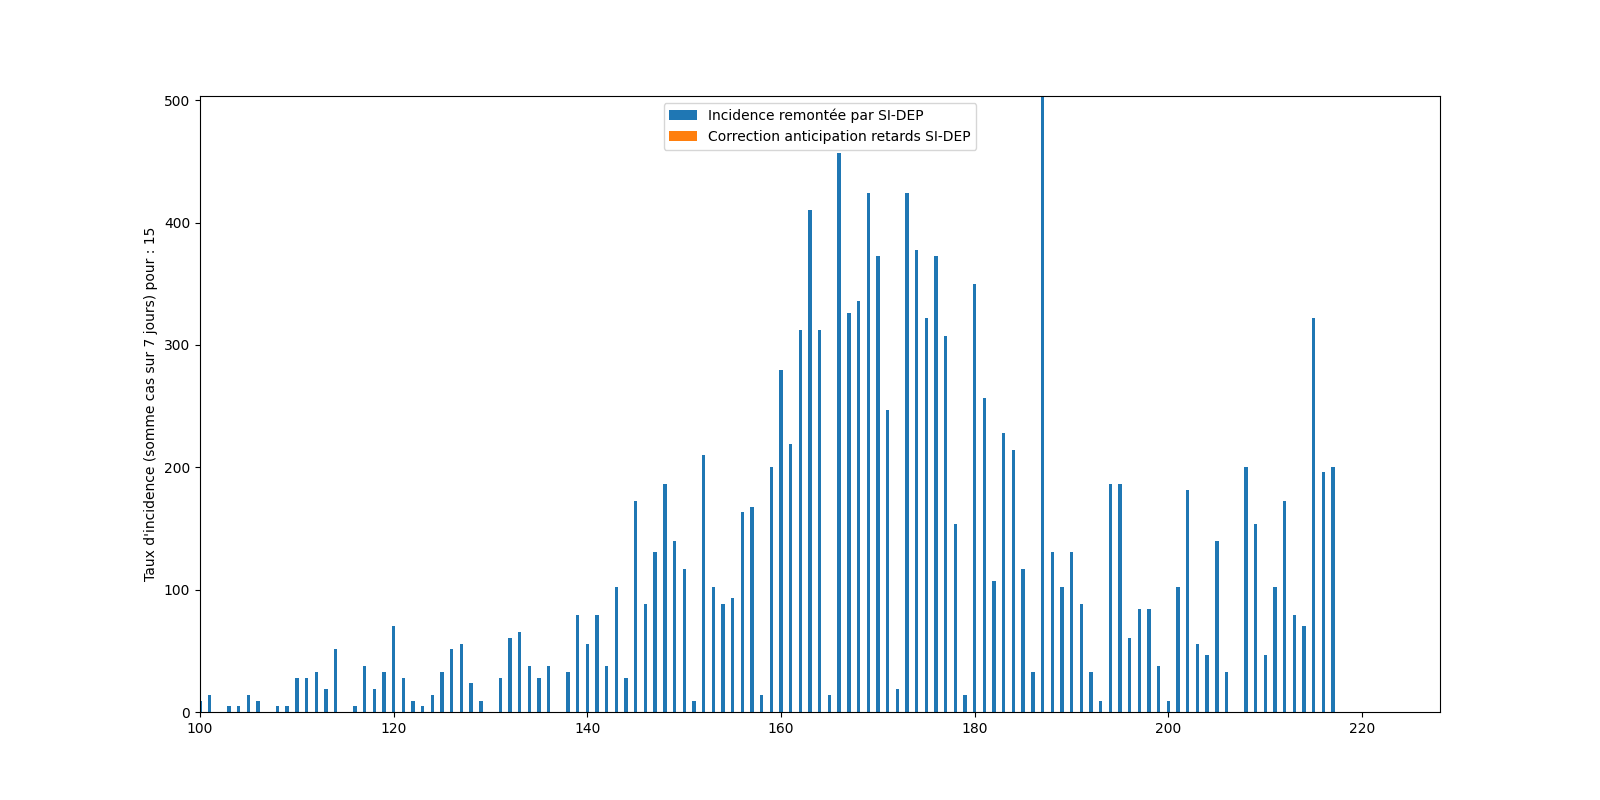 Incidence remontée par SI-DEP
Correction anticipation retards SI-DEP
Taux d'incidence (somme cas sur 7 jours) pour : 15
500
400
300
200
100
0
100 120 140 160 180 200 220